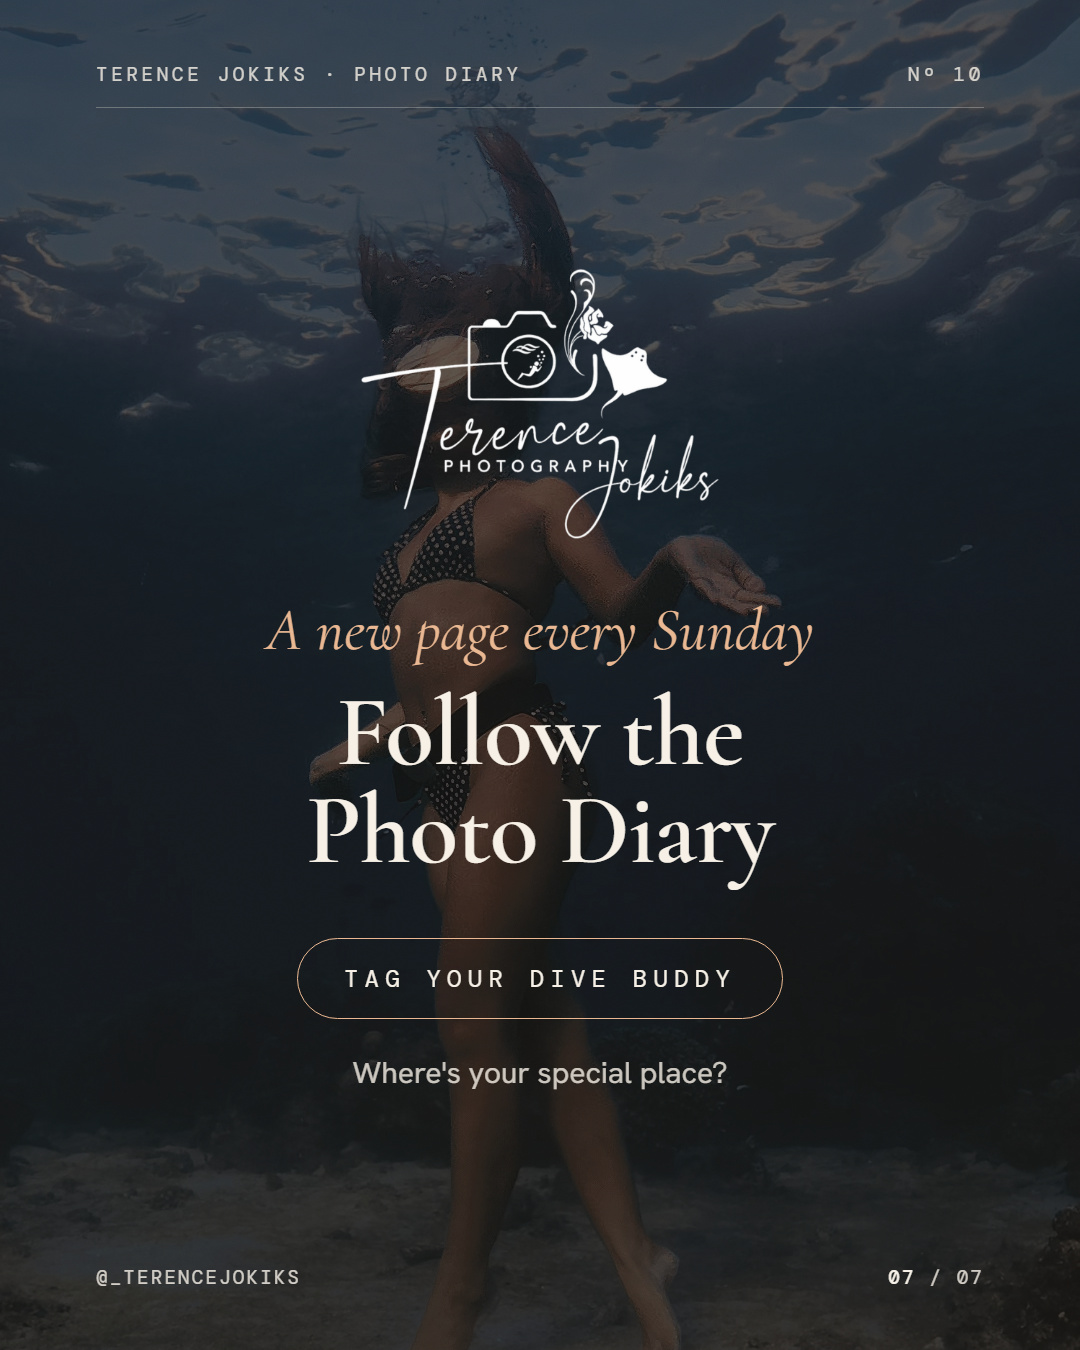 TERENCE JOKIKS · PHOTO DIARY
Nº 10
Terence
PHOTOGRAPHY
Jokiks
A new page every Sunday
Follow the
Photo Diary
TAG YOUR DIVE BUDDY
Where's your special place?
@_TERENCEJOKIKS
07 / 07